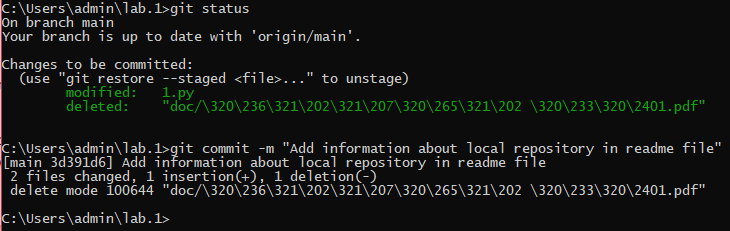 C:\Users\admin\lab.1>git status
On branch main
Your branch is up to date with 'origin/main'.
Changes to be committed:
(use "git restore --staged <file>..." to unstage)
modified: 1.py
deleted: "doc/\320\236\321\202\321\207\320\265\321\202 \320\233\320\2401.pdf"
C:\Users\admin\lab.1>git commit -m "Add information about local repository in readme file"
[main 3d391d6] Add information about local repository in readme file
2 files changed, 1 insertion(+), 1 deletion(-)
delete mode 100644 "doc/\320\236\321\202\321\207\320\265\321\202 \320\233\320\2401.pdf"
C:\Users\admin\lab.1>